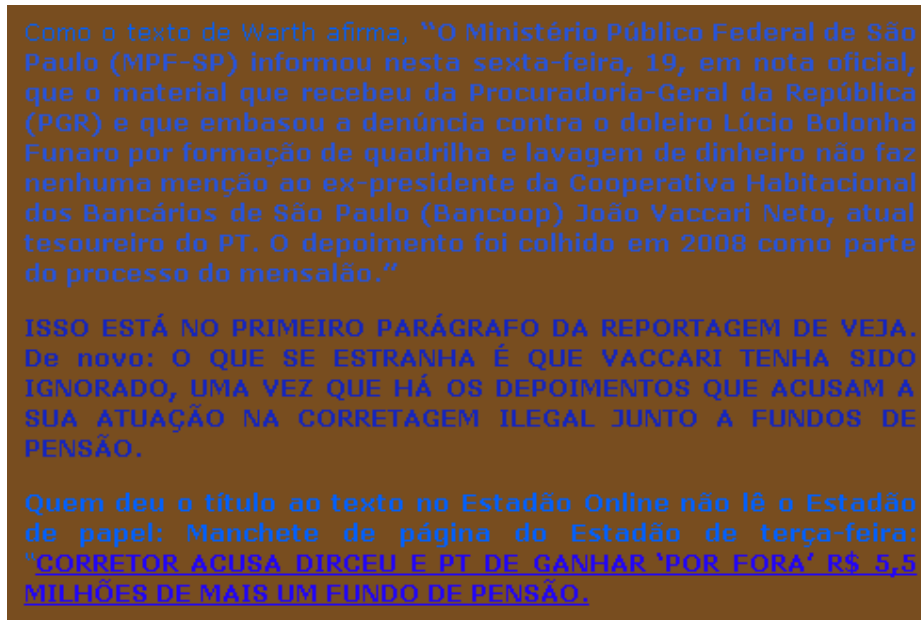 Como o texto de Warth afirma, “O Ministério Público Federal de São
Paulo (MPF-SP) informou nesta sexta-feira, 19, em nota oficial,
que o material que recebeu da Procuradoria-Geral da República
(PGR) e que embasou a denúncia contra o doleiro Lúcio Bolonha
Funaro por formação de quadrilha e lavagem de dinheiro não faz
nenhuma menção ao ex-presidente da Cooperativa Habitacional
dos Bancários de São Paulo (Bancoop) João Vaccari Neto, atual
tesoureiro do PT. O depoimento foi colhido em 2008 como parte
do processo do mensalão.”
ISSO ESTÁ NO PRIMEIRO PARÁGRAFO DA REPORTAGEM DE VEJA.
De novo: O QUE SE ESTRANHA É QUE VACCARI TENHA SIDO
IGNORADO, UMA VEZ QUE HÁ OS DEPOIMENTOS QUE ACUSAM A
SUA ATUAÇÃO NA CORRETAGEM ILEGAL JUNTO A FUNDOS DE
PENSÃO.
Quem deu o título ao texto no Estadão Online não lê o Estadão
de papel: Manchete de página do Estadão de terça-feira:
“CORRETOR ACUSA DIRCEU E PT DE GANHAR ‘POR FORA’ R$ 5,5
MILHÕES DE MAIS UM FUNDO DE PENSÃO.